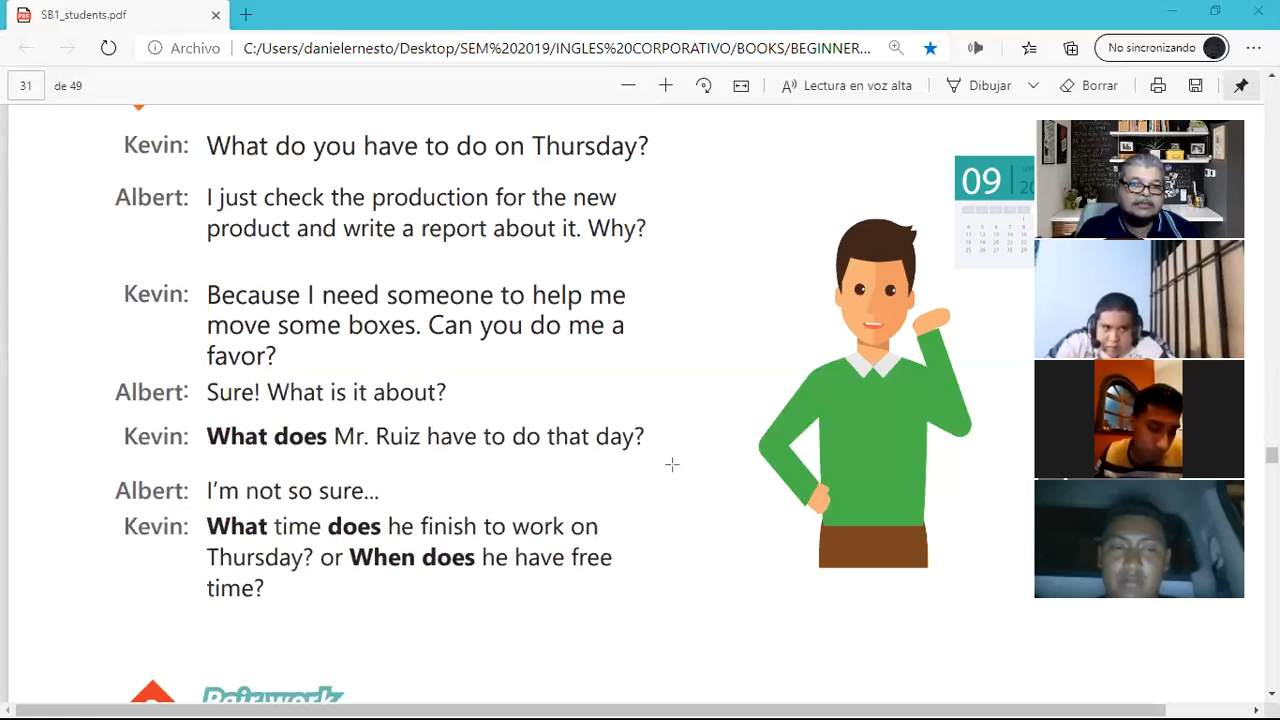 SB1_students.pdf
Archivo
C:/Users/danielernesto/Desktop/SEM%202019/INGLES%20CORPORATIVO/BOOKS/BEGINNER...
No sincronizando
31 de 49
Lectura en voz alta
Dibujar
Borrar
Kevin: What do you have to do on Thursday?
Albert: I just check the production for the new
product and write a report about it. Why?
Kevin: Because I need someone to help me
move some boxes. Can you do me a
favor?
Albert: Sure! What is it about?
Kevin: What does Mr. Ruiz have to do that day?
Albert: I'm not so sure...
Kevin: What time does he finish to work on
Thursday? or When does he have free
time?
09
Pair work